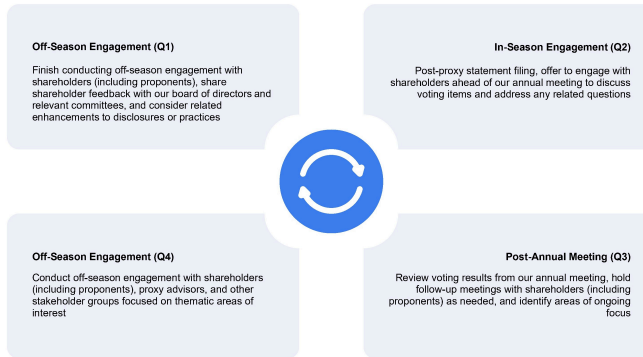 Off-Season Engagement (Q1)
Finish conducting off-season engagement with
shareholders (including proponents), share
shareholder feedback with our board of directors and
relevant committees, and consider related
enhancements to disclosures or practices
In-Season Engagement (Q2)
Post-proxy statement filing, offer to engage with
shareholders ahead of our annual meeting to discuss
voting items and address any related questions
Off-Season Engagement (Q4)
Conduct off-season engagement with shareholders
(including proponents), proxy advisors, and other
stakeholder groups focused on thematic areas of
interest
Post-Annual Meeting (Q3)
Review voting results from our annual meeting, hold
follow-up meetings with shareholders (including
proponents) as needed, and identify areas of ongoing
focus